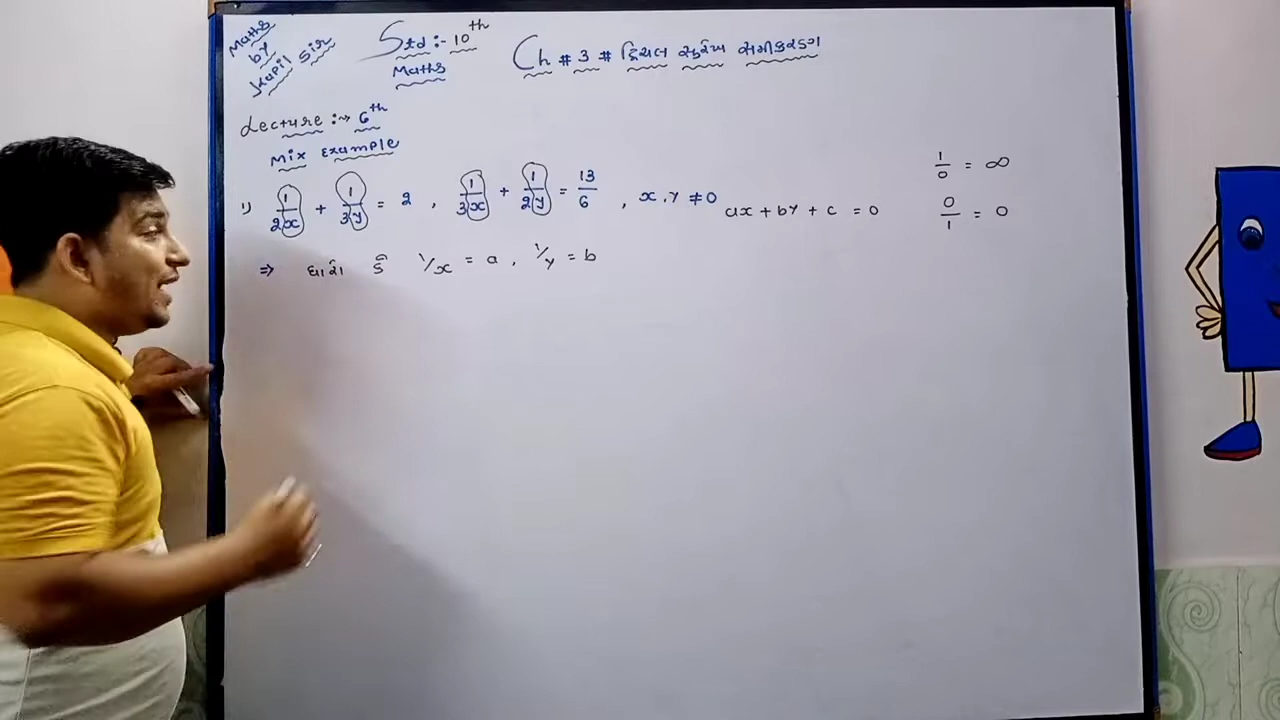 Maths
by
Kapil Sir
Std :- 10th
Maths
Ch # 3 # દ્વિચલ સુરેખ સમીકરણ
Lecture :→ 6th
Mix Example
1) 1/2x + 1/3y = 2 , 1/3x + 1/2y = 13/6 , x, y ≠ 0
ax + by + c = 0
1/0 = ∞
0/1 = 0
⇒ ધારો કે 1/x = a , 1/y = b